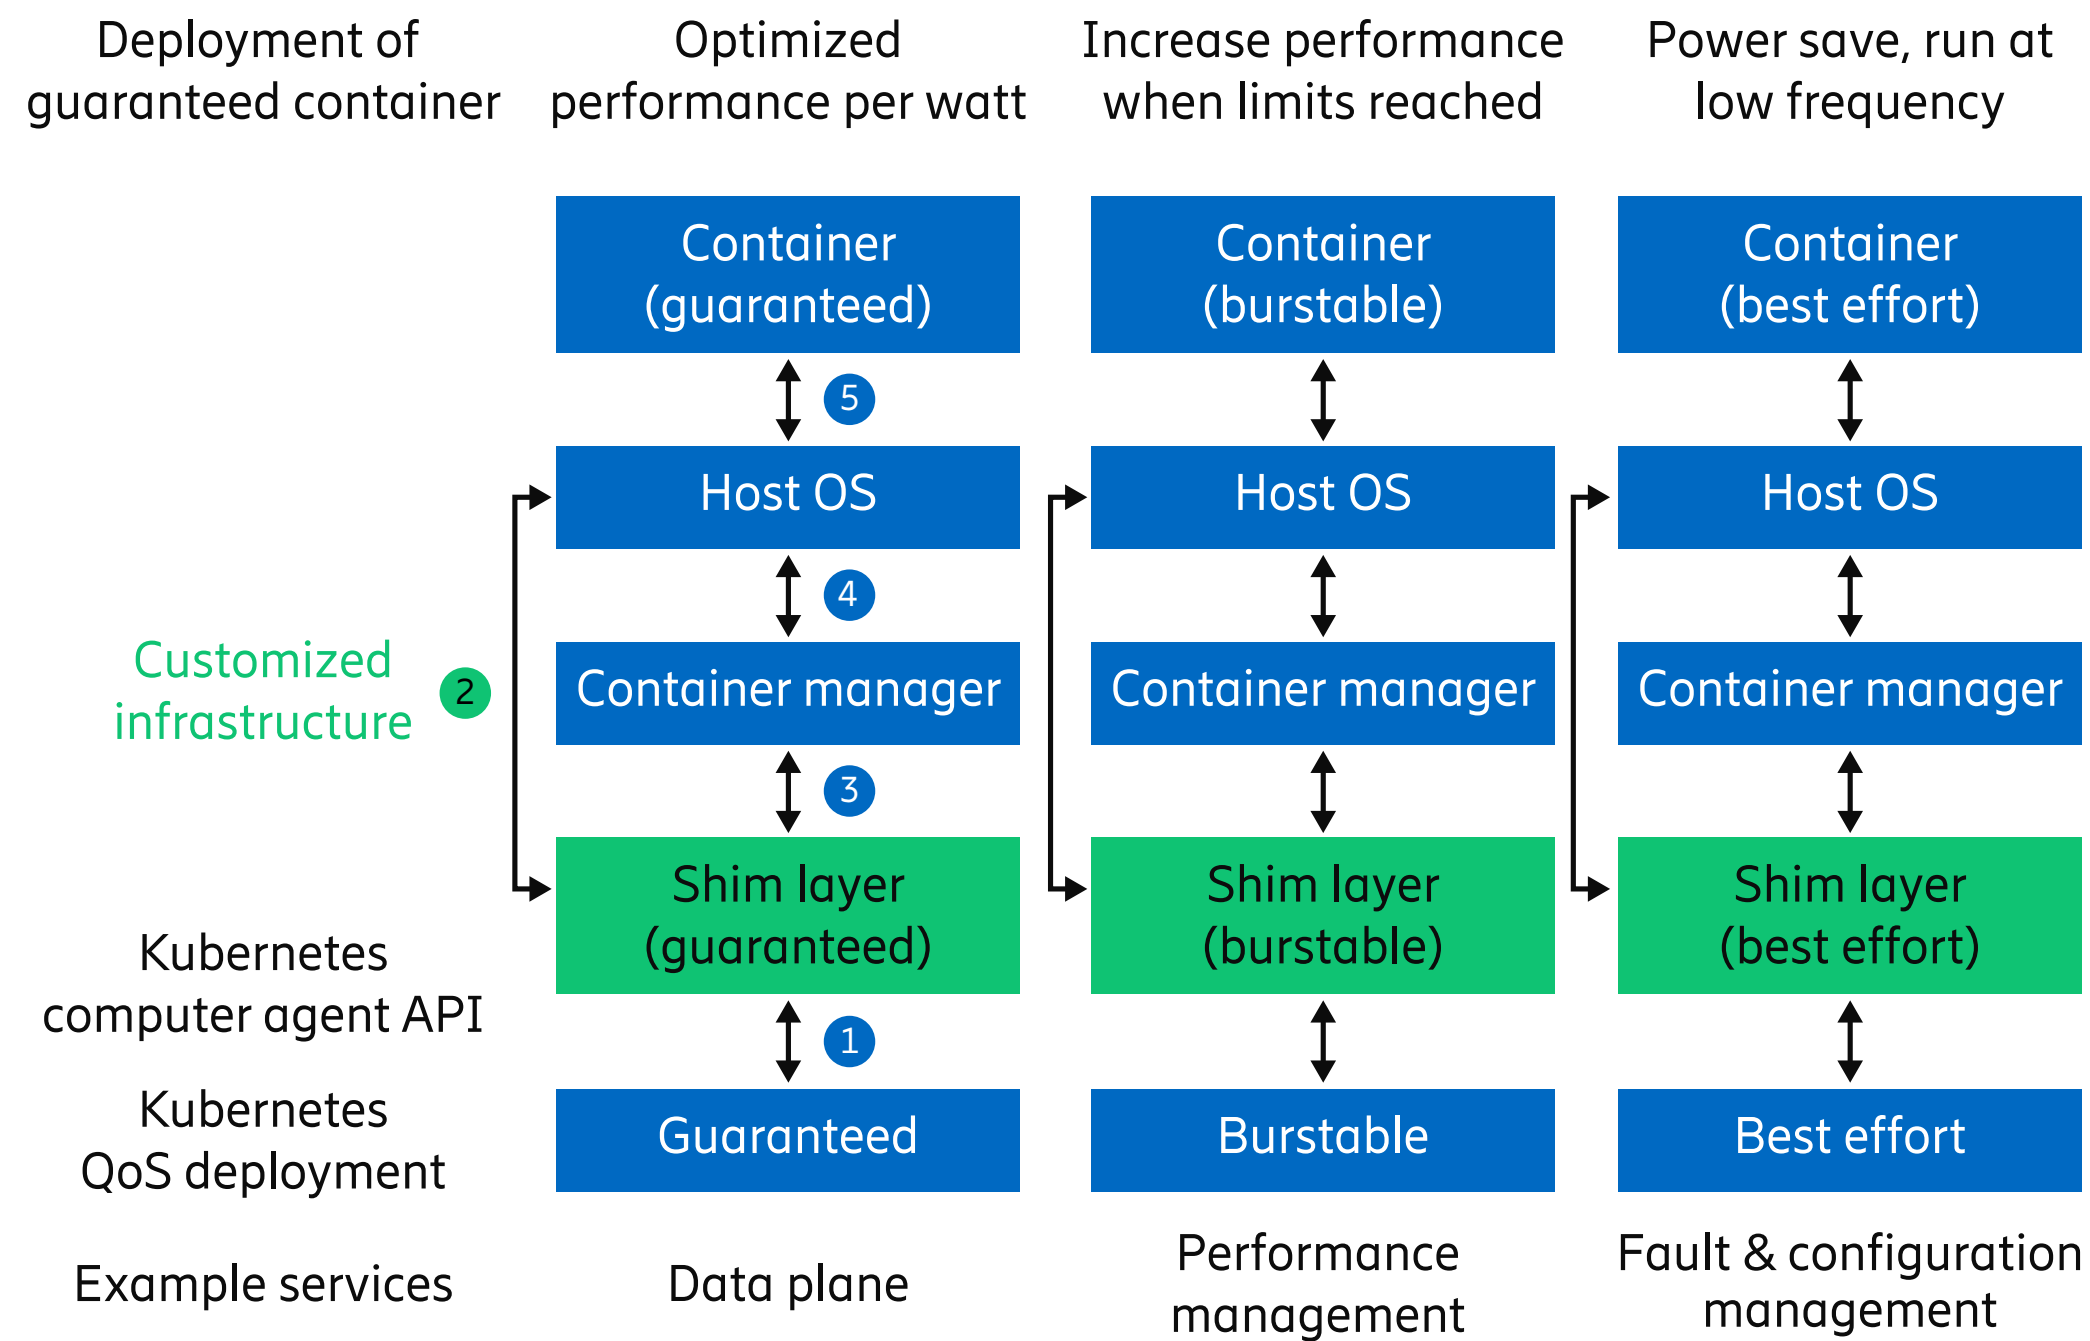 Deployment of
guaranteed container
Optimized
performance per watt
Increase performance
when limits reached
Power save, run at
low frequency
Container
(guaranteed)
Container
(burstable)
Container
(best effort)
5
Host OS
Host OS
Host OS
4
Customized
infrastructure
2
Container manager
Container manager
Container manager
3
Shim layer
(guaranteed)
Shim layer
(burstable)
Shim layer
(best effort)
Kubernetes
computer agent API
1
Kubernetes
QoS deployment
Guaranteed
Burstable
Best effort
Example services
Data plane
Performance
management
Fault & configuration
management